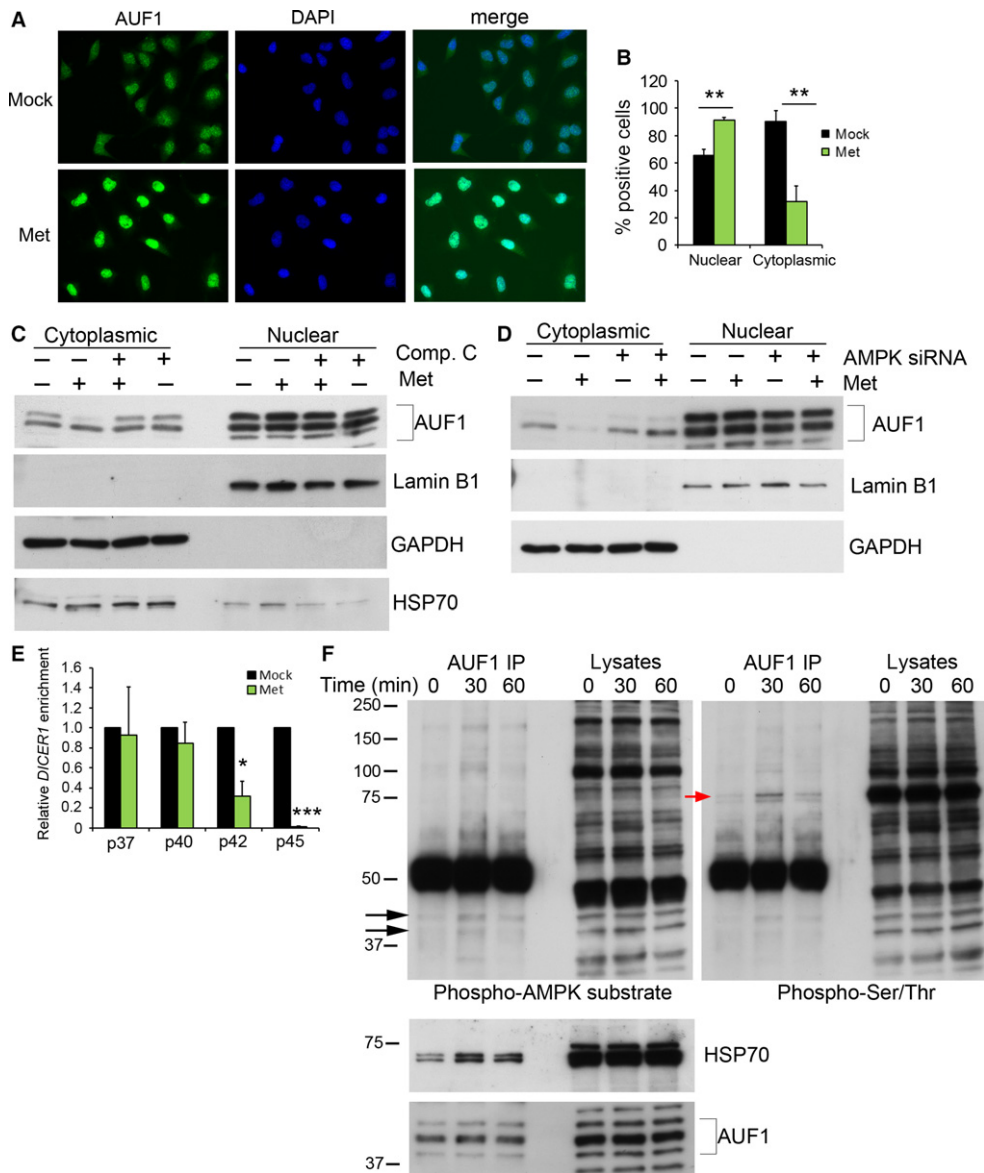 A
AUF1 DAPI merge
Mock
Met
B
% positive cells
120
100
80
60
40
20
0
** **
Mock
Met
Nuclear Cytoplasmic
C
Cytoplasmic Nuclear
– – + + – – + + Comp. C
– + + – – + + – Met
AUF1
Lamin B1
GAPDH
HSP70
D
Cytoplasmic Nuclear
– – + + – – + + AMPK siRNA
– + – + – + – + Met
AUF1
Lamin B1
GAPDH
E
Relative DICER1 enrichment
1.6
1.4
1.2
1.0
0.8
0.6
0.4
0.2
0
Mock
Met
*
***
p37 p40 p42 p45
F
AUF1 IP Lysates AUF1 IP Lysates
Time (min) 0 30 60 0 30 60 0 30 60 0 30 60
250
150
100
75
50
37
Phospho-AMPK substrate Phospho-Ser/Thr
75
HSP70
AUF1
37